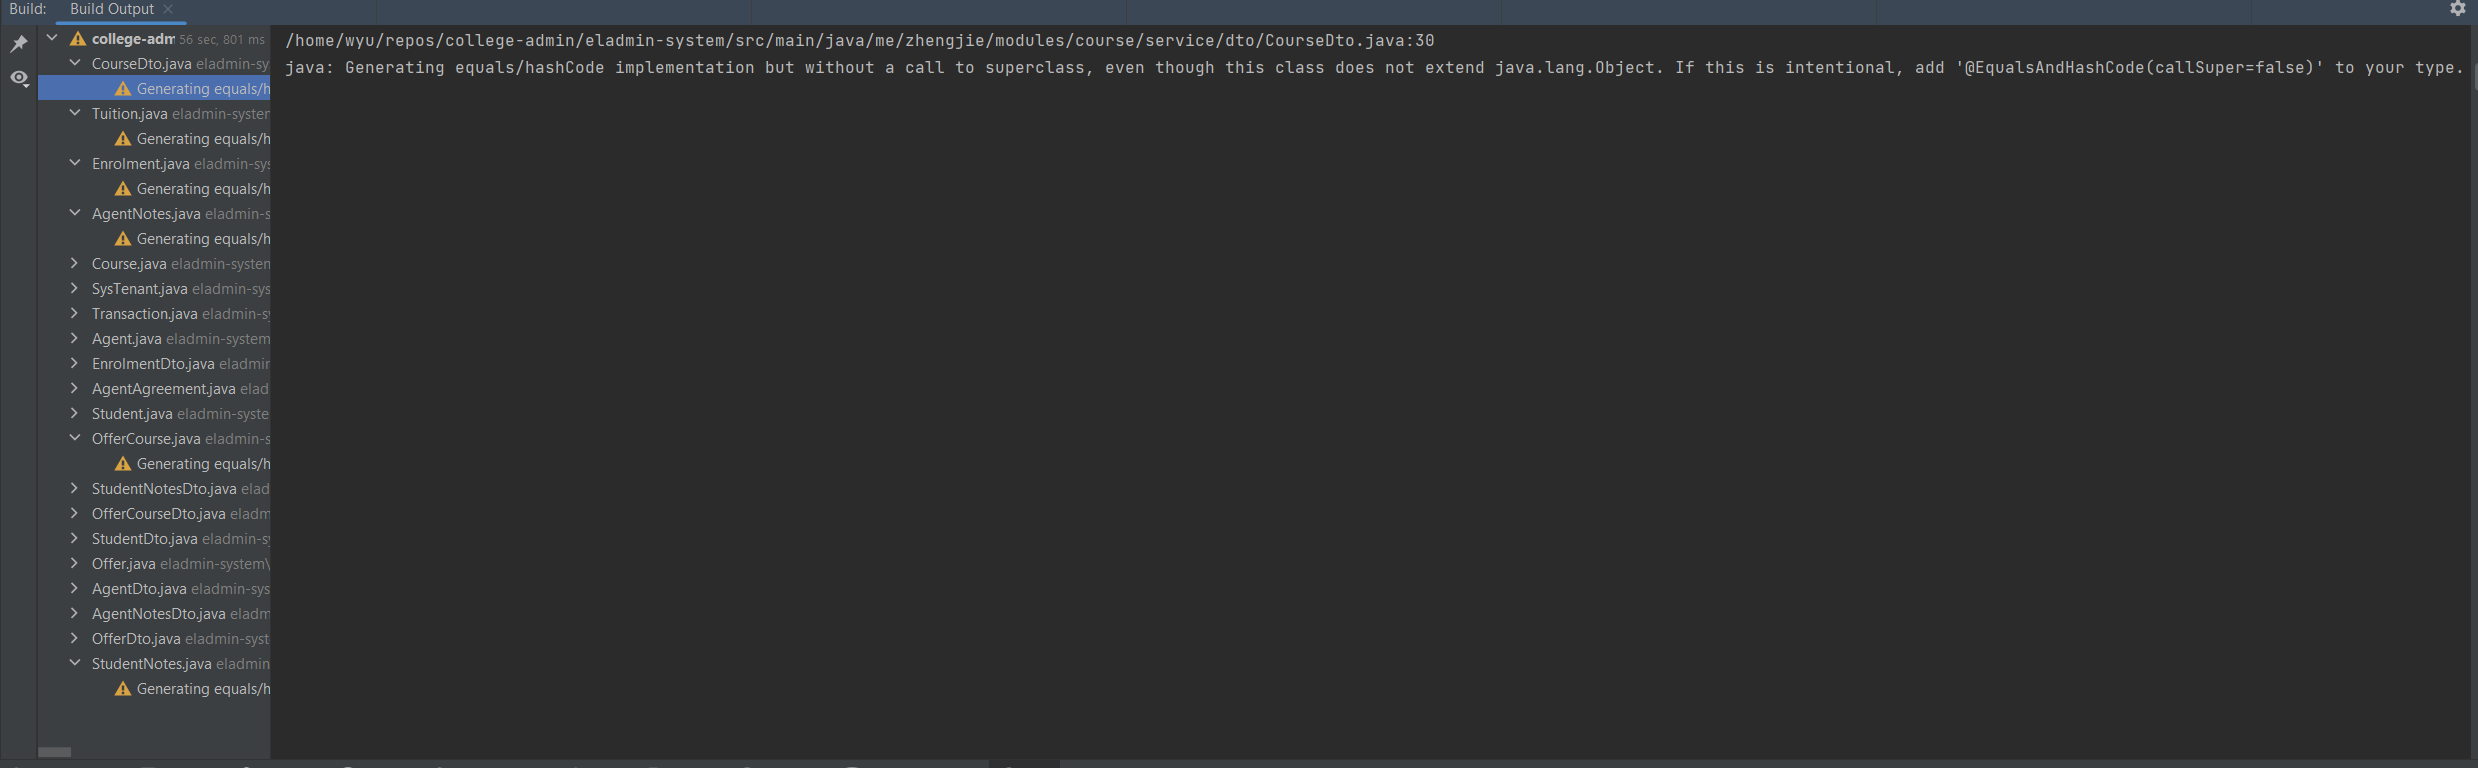 Build: Build Output
college-adm 56 sec, 801 ms
CourseDto.java eladmin-sy
Generating equals/h
Tuition.java eladmin-system
Generating equals/h
Enrolment.java eladmin-sys
Generating equals/h
AgentNotes.java eladmin-s
Generating equals/h
Course.java eladmin-system
SysTenant.java eladmin-sys
Transaction.java eladmin-sy
Agent.java eladmin-system
EnrolmentDto.java eladmin
AgentAgreement.java elad
Student.java eladmin-syste
OfferCourse.java eladmin-s
Generating equals/h
StudentNotesDto.java elad
OfferCourseDto.java eladm
StudentDto.java eladmin-sy
Offer.java eladmin-system\
AgentDto.java eladmin-sys
AgentNotesDto.java eladm
OfferDto.java eladmin-syst
StudentNotes.java eladmin
Generating equals/h
/home/wyu/repos/college-admin/eladmin-system/src/main/java/me/zhengjie/modules/course/service/dto/CourseDto.java:30
java: Generating equals/hashCode implementation but without a call to superclass, even though this class does not extend java.lang.Object. If this is intentional, add '@EqualsAndHashCode(callSuper=false)' to your type.